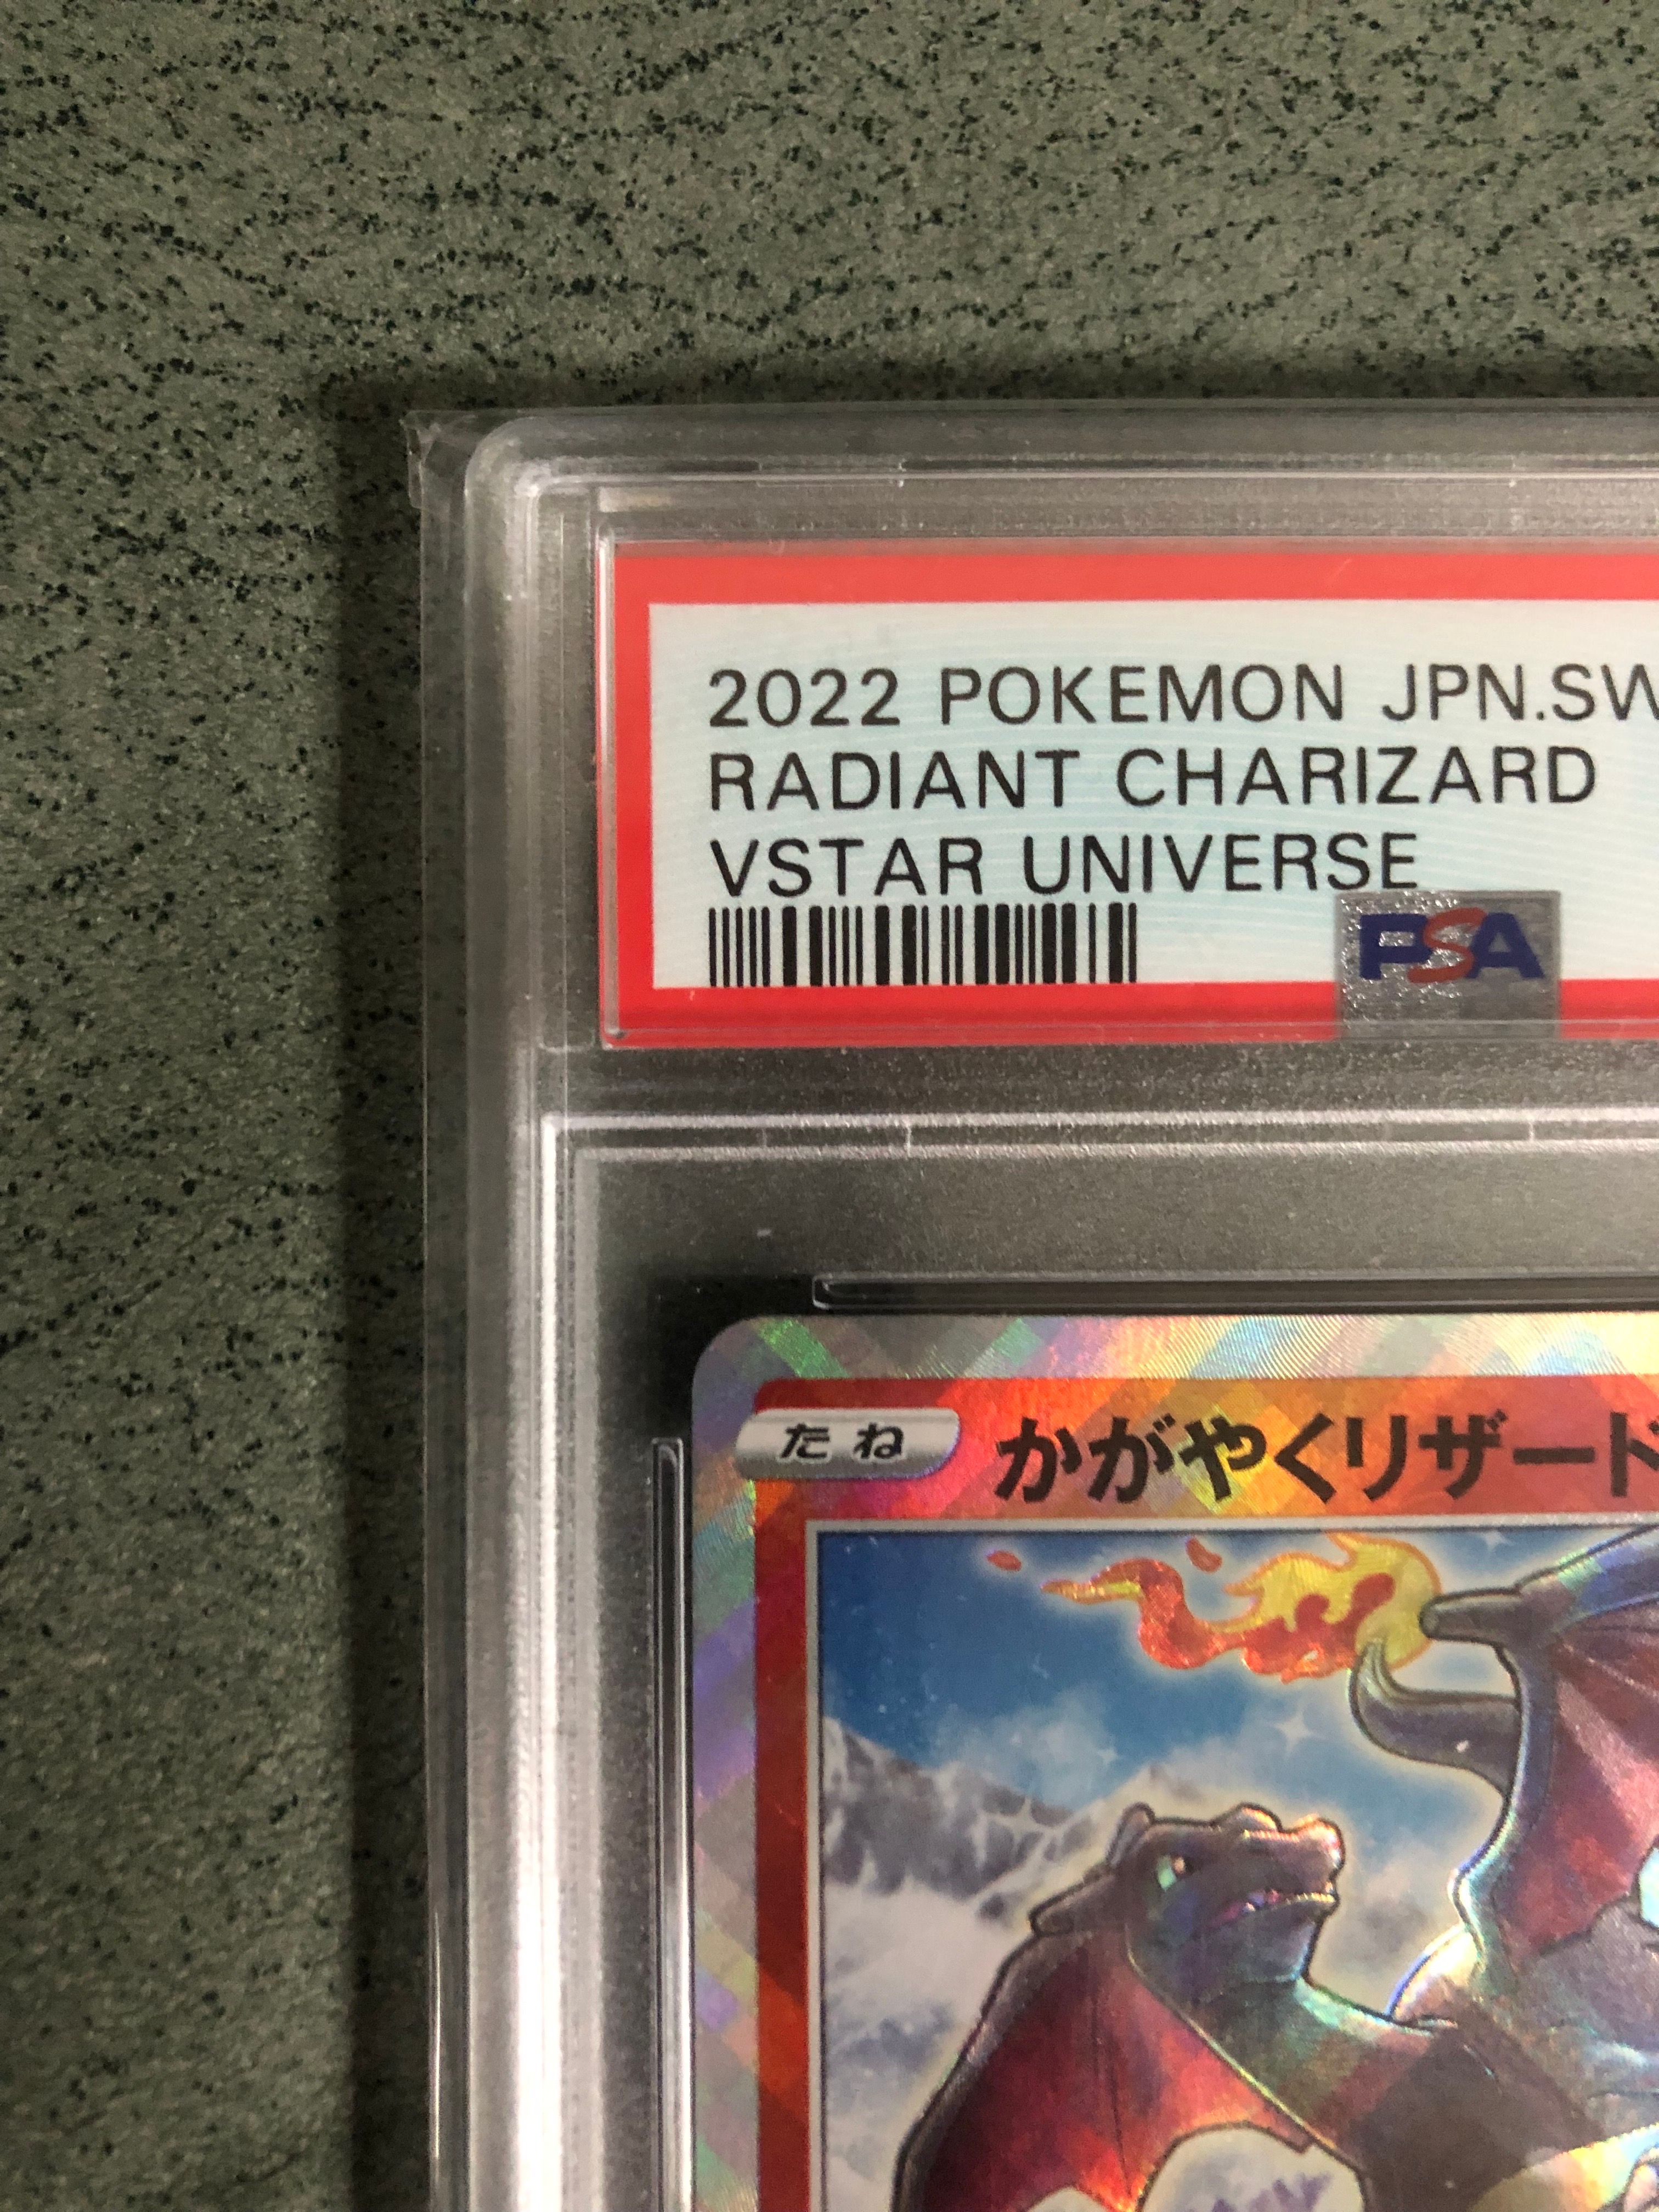 2022 POKEMON JPN.SW
RADIANT CHARIZARD
VSTAR UNIVERSE
PSA
たね かがやくリザード